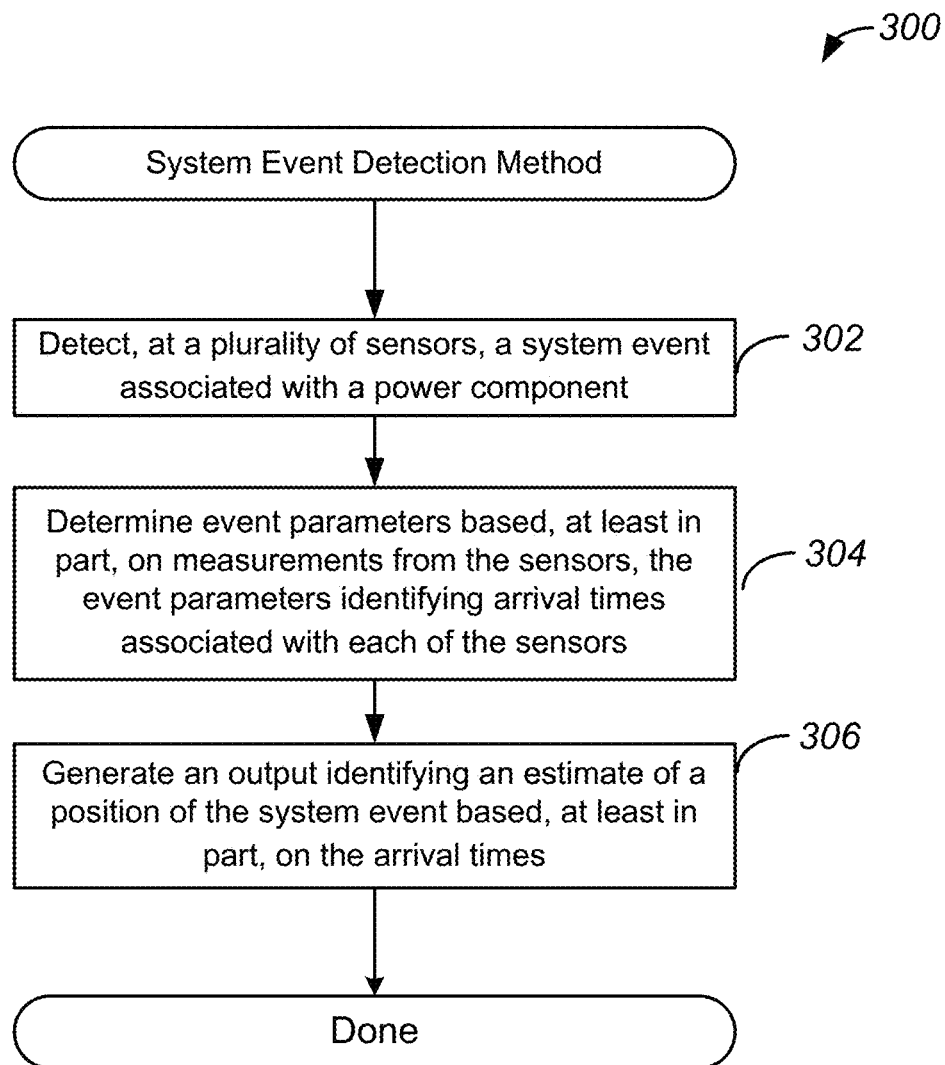 300
System Event Detection Method
Detect, at a plurality of sensors, a system event
associated with a power component
302
Determine event parameters based, at least in
part, on measurements from the sensors, the
event parameters identifying arrival times
associated with each of the sensors
304
Generate an output identifying an estimate of a
position of the system event based, at least in
part, on the arrival times
306
Done